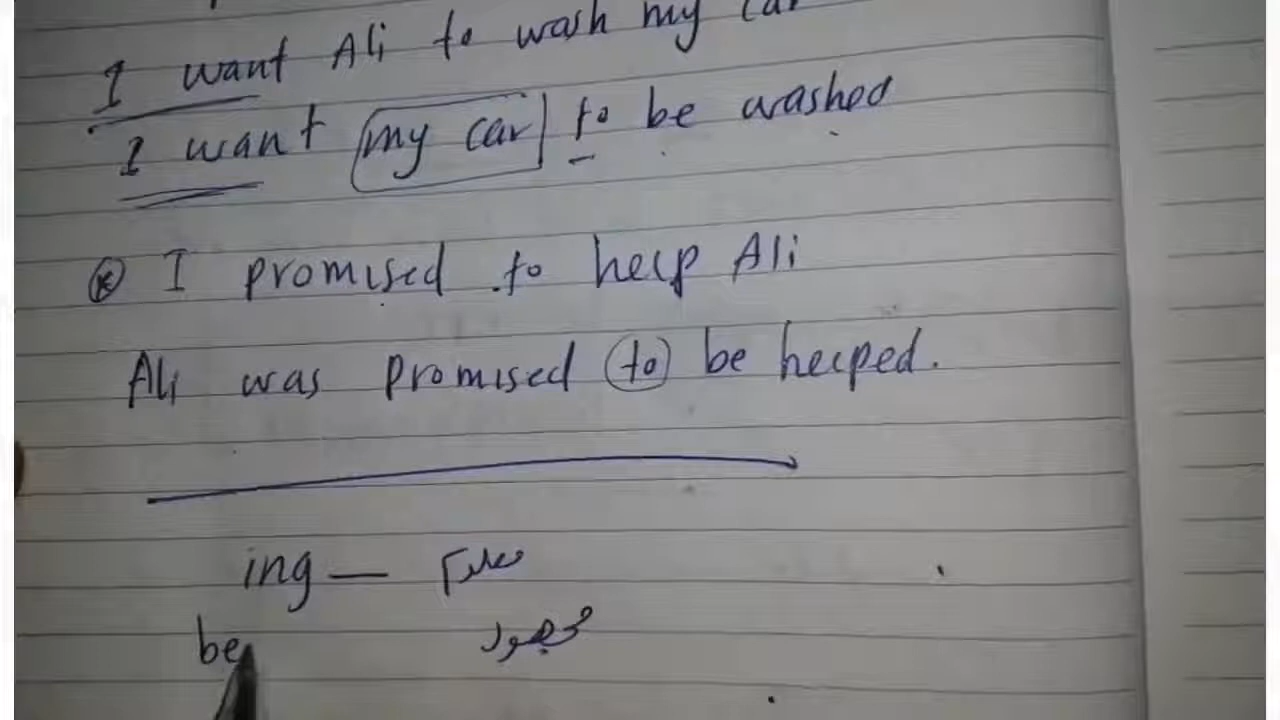 I want Ali to wash my car
I want my car to be washed
I promised to help Ali
Ali was promised to be helped.
ing — معلوم
be
مجهول